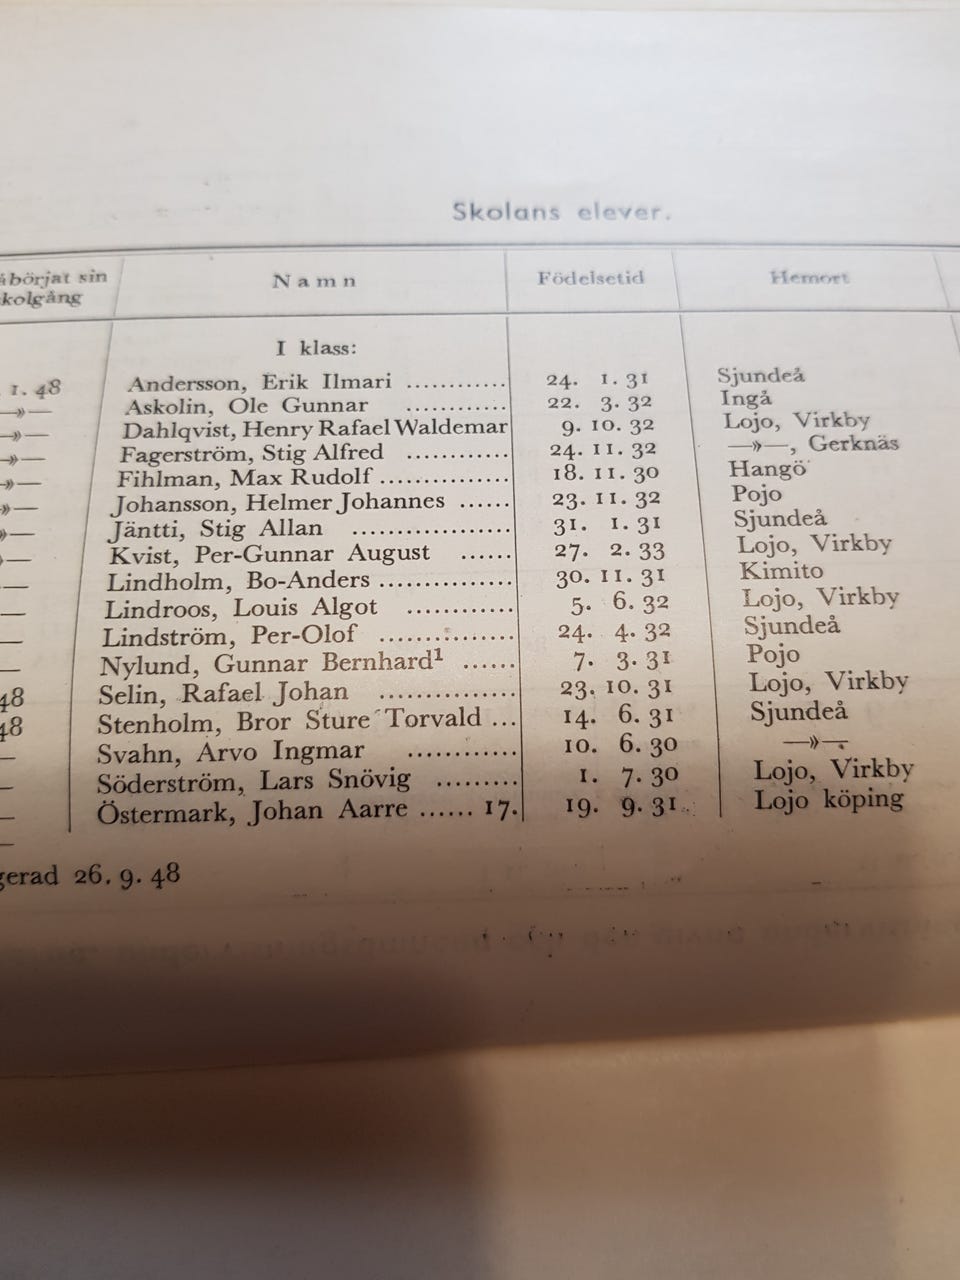 Skolans elever.
åbörjat sin kolgång Namn Födelsetid Hemort
I klass:
1. 48 Andersson, Erik Ilmari ............ 24. 1. 31 Sjundeå
—»— Askolin, Ole Gunnar ............ 22. 3. 32 Ingå
—»— Dahlqvist, Henry Rafael Waldemar 9. 10. 32 Lojo, Virkby
—»— Fagerström, Stig Alfred ............ 24. 11. 32 —»—, Gerknäs
—»— Fihlman, Max Rudolf ............... 18. 11. 30 Hangö
—»— Johansson, Helmer Johannes ...... 23. 11. 32 Pojo
»— Jäntti, Stig Allan .................. 31. 1. 31 Sjundeå
— Kvist, Per-Gunnar August ...... 27. 2. 33 Lojo, Virkby
— Lindholm, Bo-Anders ............... 30. 11. 31 Kimito
— Lindroos, Louis Algot ............ 5. 6. 32 Lojo, Virkby
— Lindström, Per-Olof ............... 24. 4. 32 Sjundeå
— Nylund, Gunnar Bernhard¹ ...... 7. 3. 31 Pojo
48 Selin, Rafael Johan ............... 23. 10. 31 Lojo, Virkby
48 Stenholm, Bror Sture Torvald ... 14. 6. 31 Sjundeå
— Svahn, Arvo Ingmar ............ 10. 6. 30 —»—
— Söderström, Lars Snövig ......... 1. 7. 30 Lojo, Virkby
— Östermark, Johan Aarre ...... 17. 19. 9. 31 Lojo köping
—
gerad 26. 9. 48